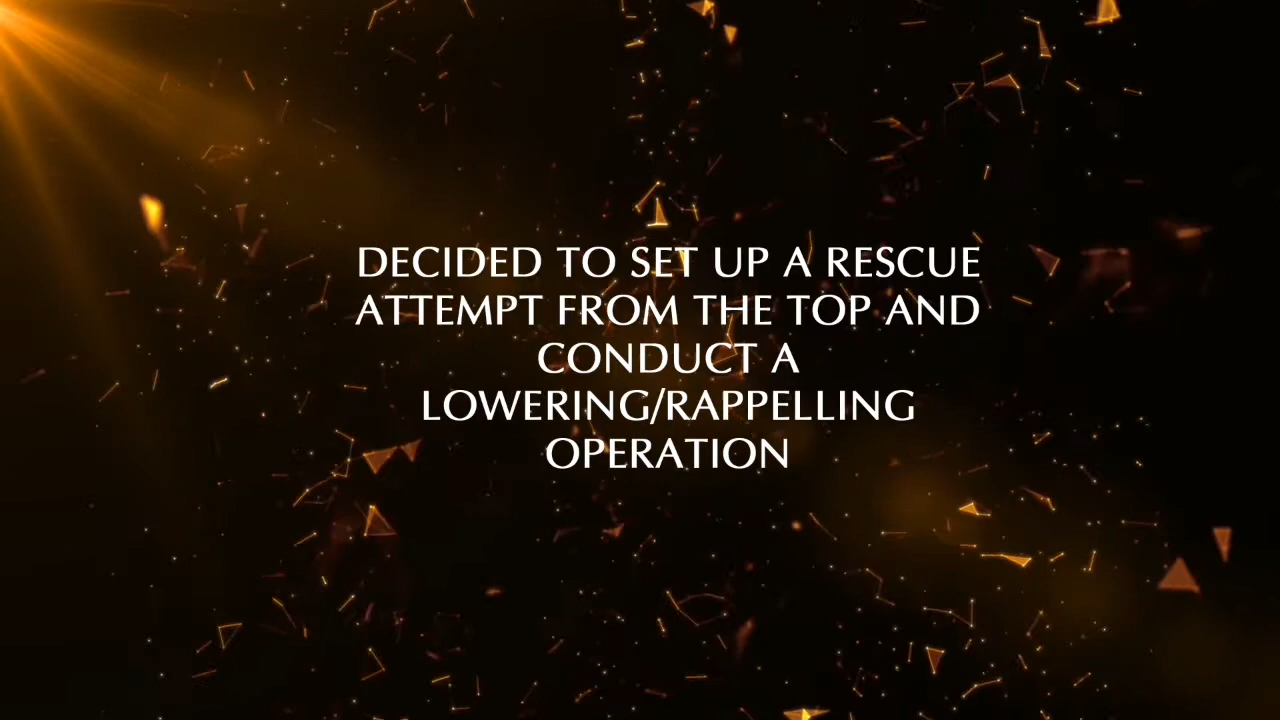 DECIDED TO SET UP A RESCUE
ATTEMPT FROM THE TOP AND
CONDUCT A
LOWERING/RAPPELLING
OPERATION